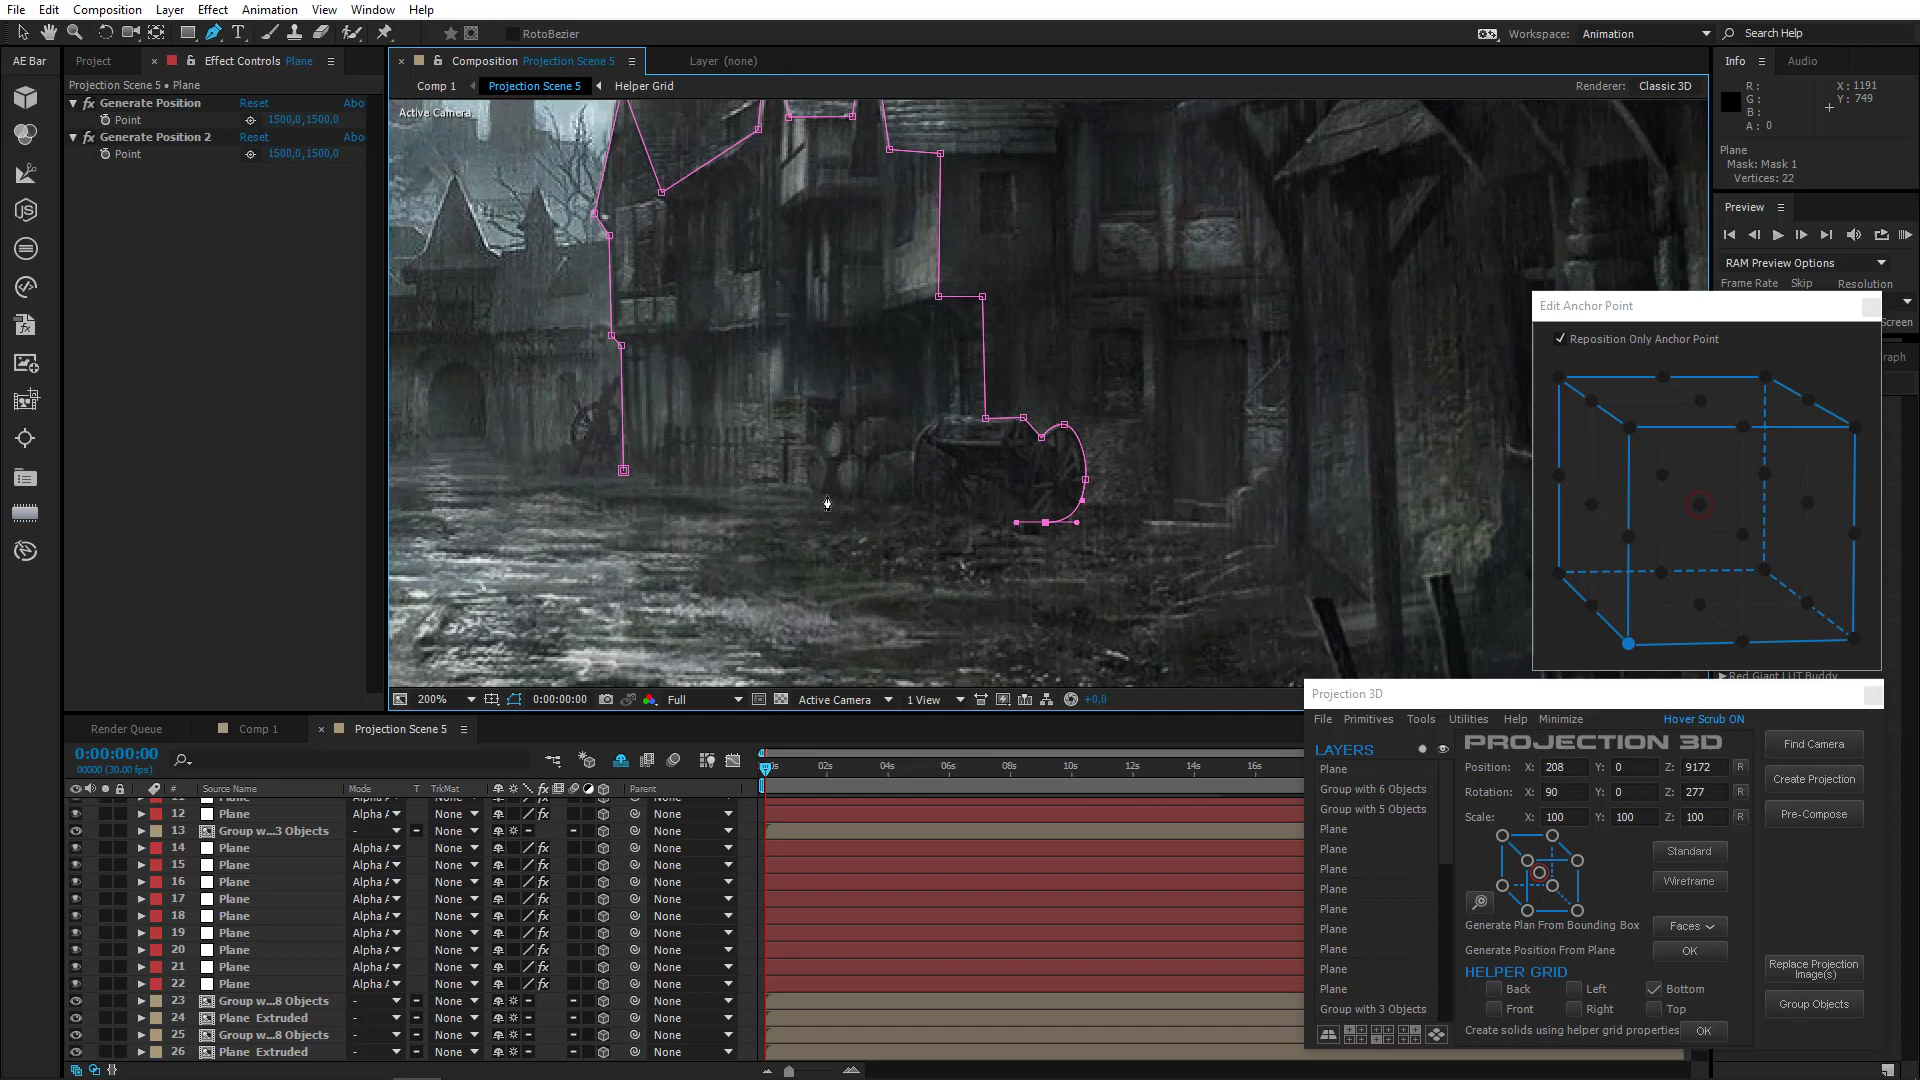 File Edit Composition Layer Effect Animation View Window Help
RotoBezier
Workspace: Animation
Search Help
AE Bar
Project
Effect Controls Plane
Composition Projection Scene 5
Layer (none)
Info
Audio
Projection Scene 5 • Plane
Comp 1
Projection Scene 5
Helper Grid
Renderer: Classic 3D
fx Generate Position Reset Abo
Point 1500,0,1500,0
fx Generate Position 2 Reset Abo
Point 1500,0,1500,0
Active Camera
R :
G :
B :
A : 0
X : 1191
Y : 749
Plane
Mask: Mask 1
Vertices: 22
Preview
RAM Preview Options
Frame Rate Skip Resolution
Screen
raph
Edit Anchor Point
Reposition Only Anchor Point
Red Giant LUT Buddy
200%
0:00:00:00
Full
Active Camera
1 View
+0,0
Render Queue
Comp 1
Projection Scene 5
0:00:00:00
00000 (30.00 fps)
02s 04s 06s 08s 10s 12s 14s 16s
# Source Name Mode T TrkMat Parent
11 Plane
12 Plane Alpha A None None
13 Group w...3 Objects - None None
14 Plane Alpha A None None
15 Plane Alpha A None None
16 Plane Alpha A None None
17 Plane Alpha A None None
18 Plane Alpha A None None
19 Plane Alpha A None None
20 Plane Alpha A None None
21 Plane Alpha A None None
22 Plane Alpha A None None
23 Group w...8 Objects - None None
24 Plane Extruded - None None
25 Group w...8 Objects - None None
26 Plane Extruded - None None
Projection 3D
File Primitives Tools Utilities Help Minimize
Hover Scrub ON
LAYERS
Plane
Group with 6 Objects
Group with 5 Objects
Plane
Plane
Plane
Plane
Plane
Plane
Plane
Plane
Plane
Group with 3 Objects
PROJECTION 3D
Position: X: 208 Y: 0 Z: 9172 R
Rotation: X: 90 Y: 0 Z: 277 R
Scale: X: 100 Y: 100 Z: 100 R
Standard
Wireframe
Generate Plan From Bounding Box
Faces
Generate Position From Plane
OK
HELPER GRID
Back Left Bottom
Front Right Top
Create solids using helper grid properties
OK
Find Camera
Create Projection
Pre-Compose
Replace Projection
Image(s)
Group Objects